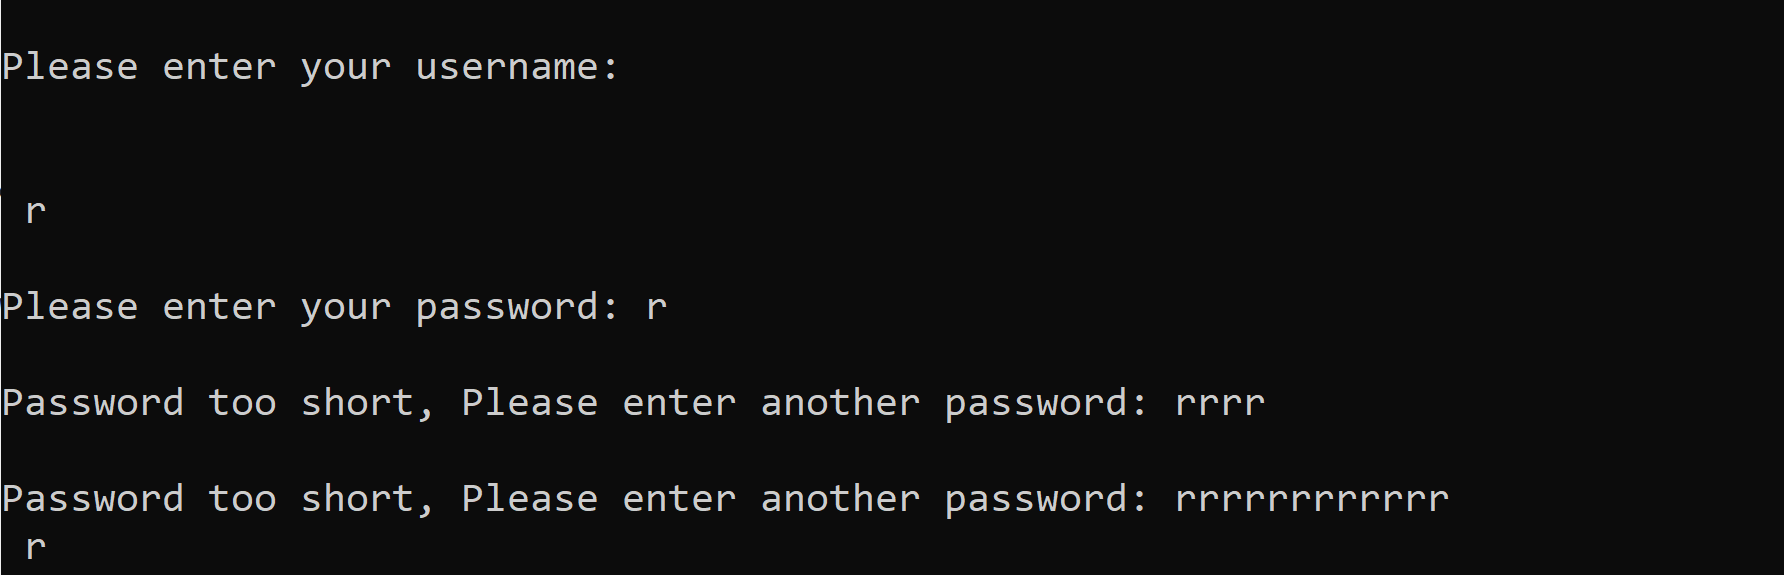 Please enter your username:
r
Please enter your password: r
Password too short, Please enter another password: rrrr
Password too short, Please enter another password: rrrrrrrrrrrr
r